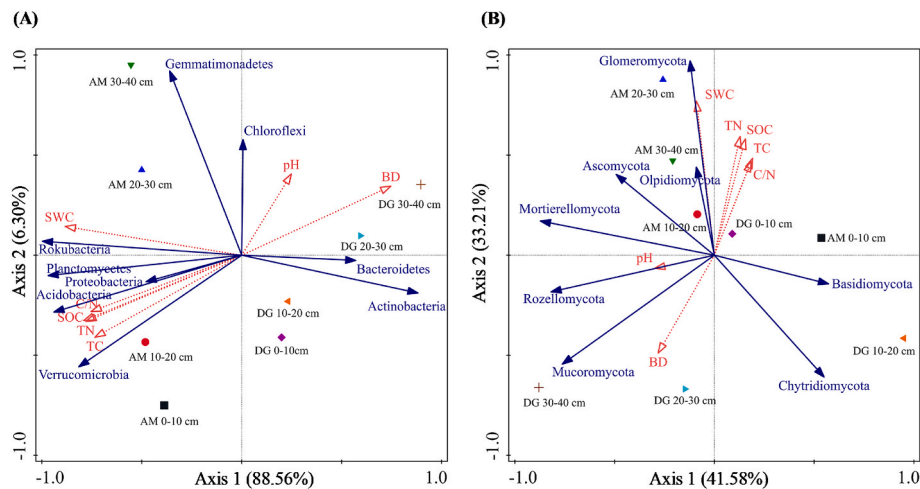 (A)
1.0
AM 30-40 cm
Gemmatimonadetes
Chloroflexi
pH
BD
AM 20-30 cm
DG 30-40 cm
SWC
DG 20-30 cm
Rokubacteria
Planctomycetes
Proteobacteria
Bacteroidetes
Acidobacteria
Actinobacteria
C/N
SOC
TN
TC
DG 10-20 cm
DG 0-10cm
AM 10-20 cm
Verrucomicrobia
AM 0-10 cm
-1.0
Axis 2 (6.30%)
-1.0
Axis 1 (88.56%)
1.0
(B)
1.0
Glomeromycota
AM 20-30 cm
SWC
TN
SOC
TC
C/N
AM 30-40 cm
Ascomycota
Olpidiomycota
Mortierellomycota
AM 10-20 cm
DG 0-10 cm
AM 0-10 cm
pH
Basidiomycota
Rozellomycota
DG 10-20 cm
BD
Mucoromycota
Chytridiomycota
DG 30-40 cm
DG 20-30 cm
-1.0
Axis 2 (33.21%)
-1.0
Axis 1 (41.58%)
1.0